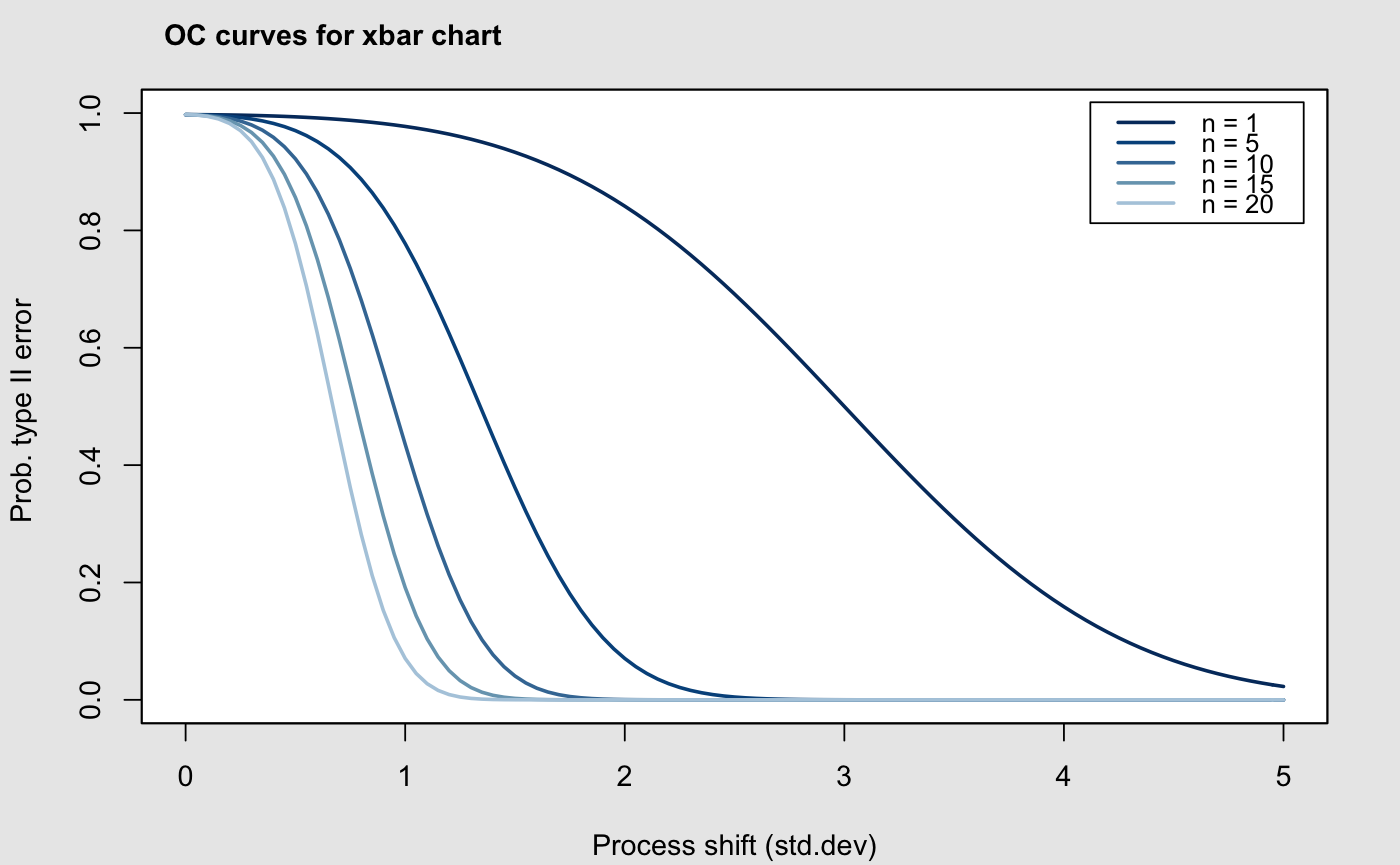 OC curves for xbar chart
n = 1
n = 5
n = 10
n = 15
n = 20
Prob. type II error
1.0
0.8
0.6
0.4
0.2
0.0
0 1 2 3 4 5
Process shift (std.dev)